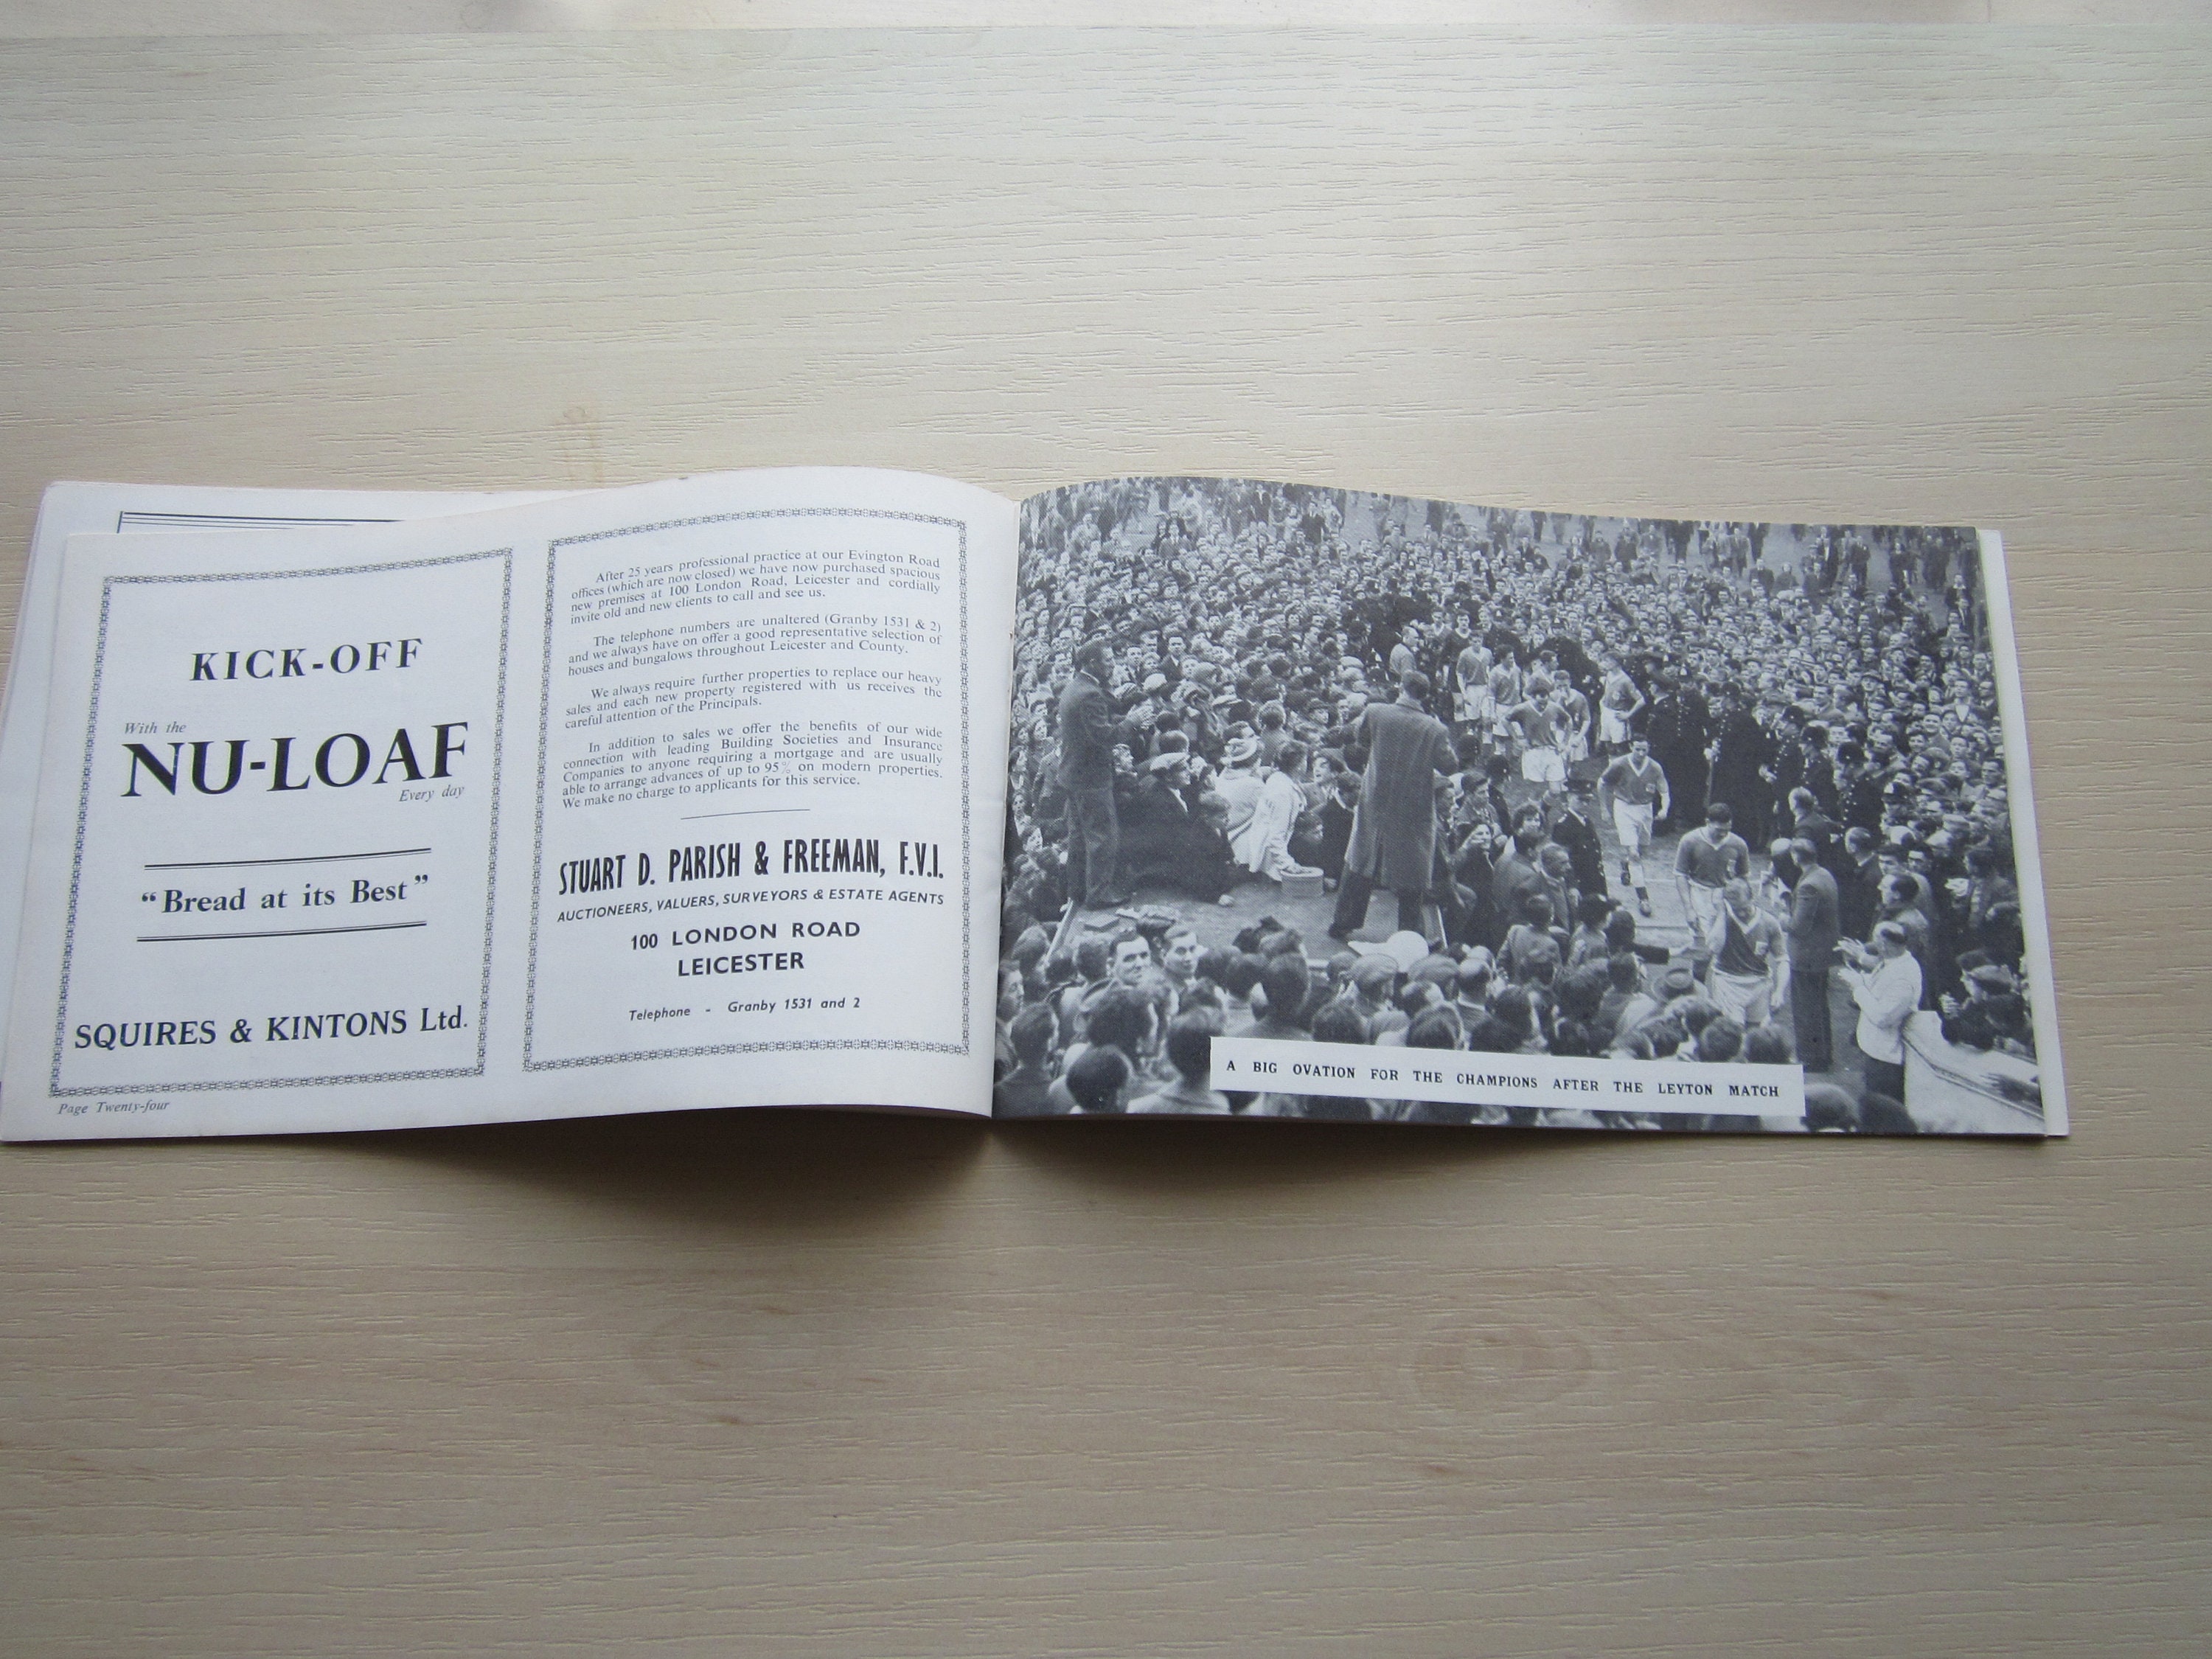 KICK-OFF
With the
NU-LOAF
Every day
“Bread at its Best”
SQUIRES & KINTONS Ltd.
Page Twenty-four
After 25 years professional practice at our Evington Road
offices (which are now closed) we have now purchased spacious
new premises at 100 London Road, Leicester and cordially
invite old and new clients to call and see us.
The telephone numbers are unaltered (Granby 1531 & 2)
and we always have on offer a good representative selection of
houses and bungalows throughout Leicester and County.
We always require further properties to replace our heavy
sales and each new property registered with us receives the
careful attention of the Principals.
In addition to sales we offer the benefits of our wide
connection with leading Building Societies and Insurance
Companies to anyone requiring a mortgage and are usually
able to arrange advances of up to 95% on modern properties.
We make no charge to applicants for this service.
STUART D. PARISH & FREEMAN, F.V.I.
AUCTIONEERS, VALUERS, SURVEYORS & ESTATE AGENTS
100 LONDON ROAD
LEICESTER
Telephone - Granby 1531 and 2
A BIG OVATION FOR THE CHAMPIONS AFTER THE LEYTON MATCH